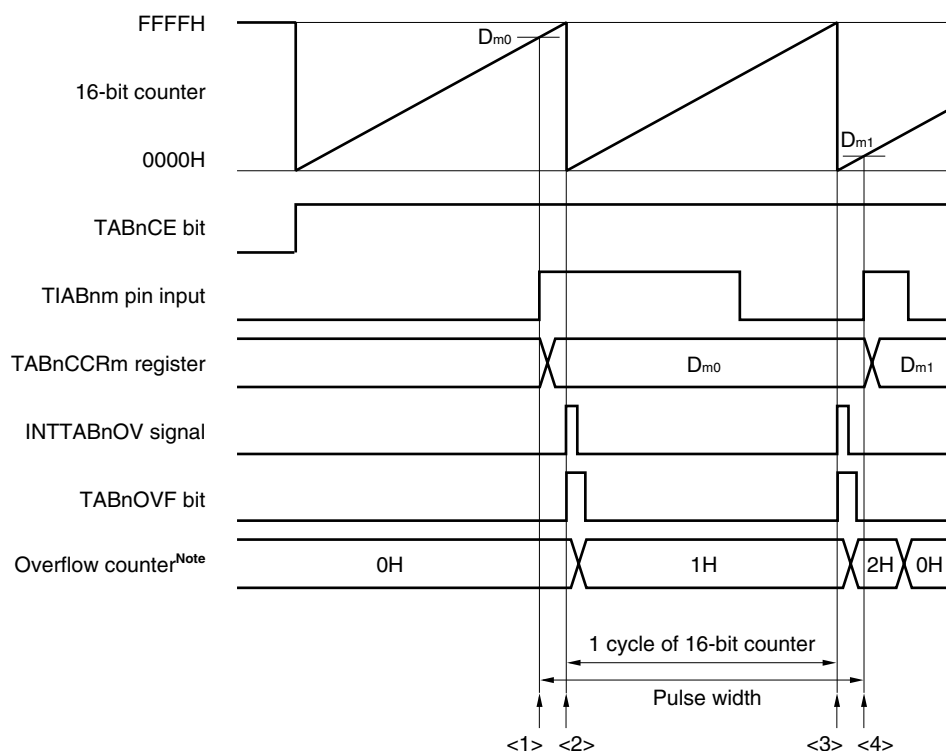 FFFFH
Dm0
16-bit counter
0000H
Dm1
TABnCE bit
TIABnm pin input
TABnCCRm register
Dm0
Dm1
INTTABnOV signal
TABnOVF bit
Overflow counterNote
0H
1H
2H
0H
1 cycle of 16-bit counter
Pulse width
<1>
<2>
<3>
<4>